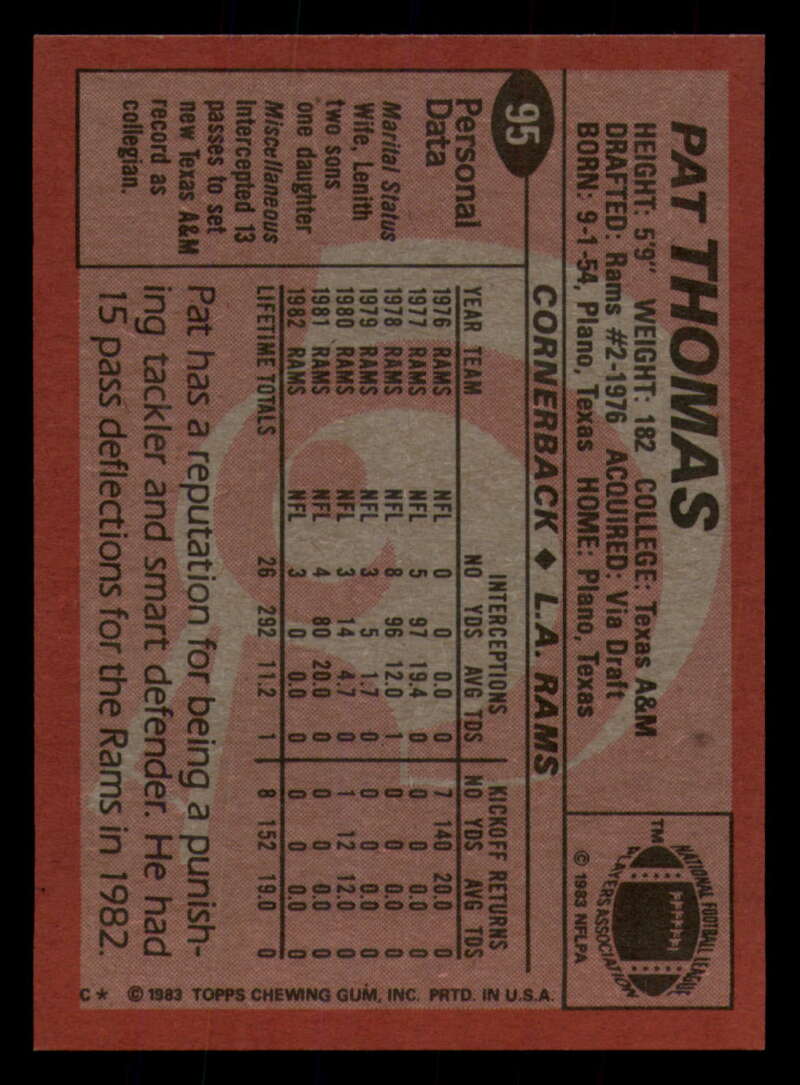 PAT THOMAS
HEIGHT: 5'9" WEIGHT: 182 COLLEGE: Texas A&M
DRAFTED: Rams #2-1976 ACQUIRED: Via Draft
BORN: 9-1-54, Plano, Texas HOME: Plano, Texas
NATIONAL FOOTBALL LEAGUE
PLAYERS ASSOCIATION
TM
© 1983 NFLPA
95
CORNERBACK ◆ L.A. RAMS
Personal
Data
Marital Status
Wife, Lenith
two sons
one daughter
Miscellaneous
Intercepted 13
passes to set
new Texas A&M
record as
collegian.
INTERCEPTIONS KICKOFF RETURNS
YEAR TEAM NO YDS AVG TDS NO YDS AVG TDS
1976 RAMS NFL 0 0 0.0 0 7 140 20.0 0
1977 RAMS NFL 5 97 19.4 0 0 0 0.0 0
1978 RAMS NFL 8 96 12.0 1 0 0 0.0 0
1979 RAMS NFL 3 5 1.7 0 0 0 0.0 0
1980 RAMS NFL 3 14 4.7 0 1 12 12.0 0
1981 RAMS NFL 4 80 20.0 0 0 0 0.0 0
1982 RAMS NFL 3 0 0.0 0 0 0 0.0 0
LIFETIME TOTALS 26 292 11.2 1 8 152 19.0 0
Pat has a reputation for being a punish-
ing tackler and smart defender. He had
15 pass deflections for the Rams in 1982.
C* © 1983 TOPPS CHEWING GUM, INC. PRTD. IN U.S.A.